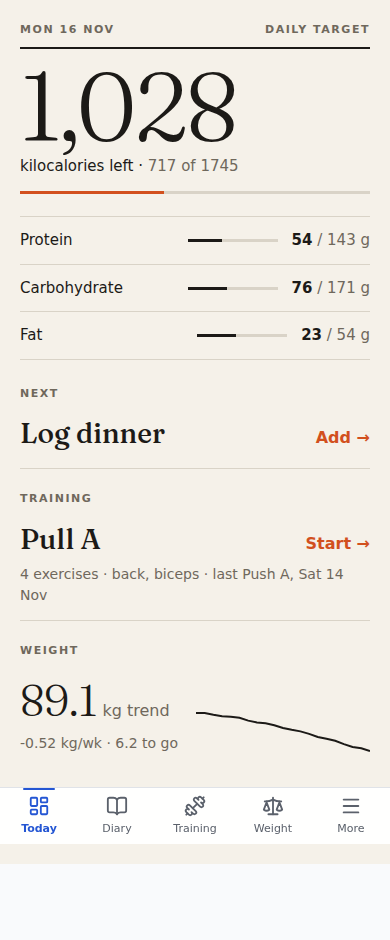 MON 16 NOV DAILY TARGET
1,028
kilocalories left · 717 of 1745
Protein 54 / 143 g
Carbohydrate 76 / 171 g
Fat 23 / 54 g
NEXT
Log dinner Add →
TRAINING
Pull A Start →
4 exercises · back, biceps · last Push A, Sat 14
Nov
WEIGHT
89.1 kg trend
-0.52 kg/wk · 6.2 to go
Today Diary Training Weight More